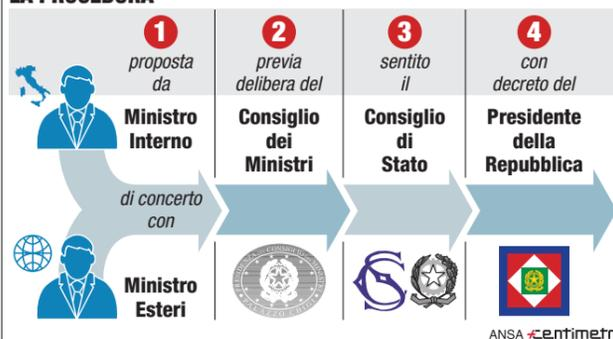 LA PROCEDURA
1
proposta
da
Ministro
Interno
di concerto
con
Ministro
Esteri
2
previa
delibera del
Consiglio
dei
Ministri
3
sentito
il
Consiglio
di
Stato
4
con
decreto del
Presidente
della
Repubblica
ANSA centimetri